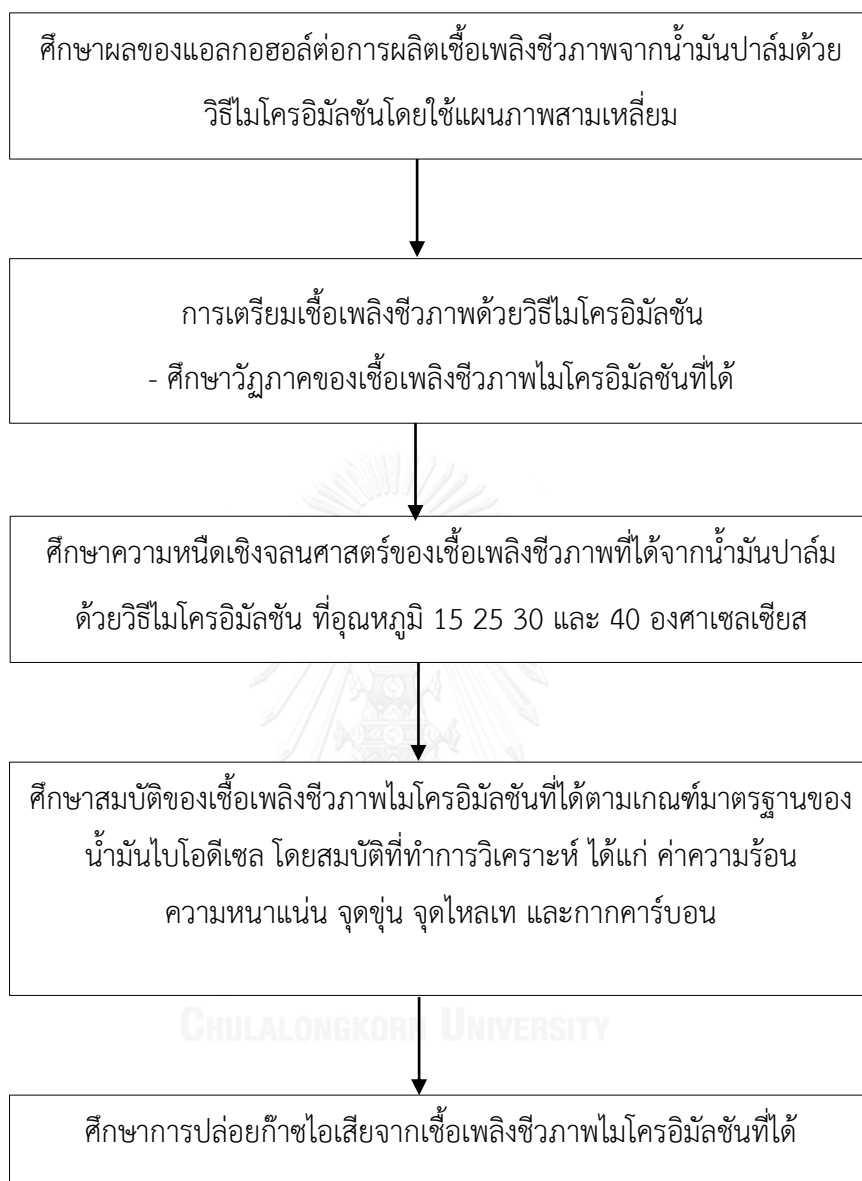 ศึกษาผลของแอลกอฮอล์ต่อการผลิตเชื้อเพลิงชีวภาพจากน้ำมันปาล์มด้วย
วิธีไมโครอิมัลชันโดยใช้แผนภาพสามเหลี่ยม
การเตรียมเชื้อเพลิงชีวภาพด้วยวิธีไมโครอิมัลชัน
- ศึกษาวัฏภาคของเชื้อเพลิงชีวภาพไมโครอิมัลชันที่ได้
ศึกษาความหนืดเชิงจลนศาสตร์ของเชื้อเพลิงชีวภาพที่ได้จากน้ำมันปาล์ม
ด้วยวิธีไมโครอิมัลชัน ที่อุณหภูมิ 15 25 30 และ 40 องศาเซลเซียส
ศึกษาสมบัติของเชื้อเพลิงชีวภาพไมโครอิมัลชันที่ได้ตามเกณฑ์มาตรฐานของ
น้ำมันไบโอดีเซล โดยสมบัติที่ทำการวิเคราะห์ ได้แก่ ค่าความร้อน
ความหนาแน่น จุดขุ่น จุดไหลเท และกากคาร์บอน
CHULALONGKORN UNIVERSITY
ศึกษาการปล่อยก๊าซไอเสียจากเชื้อเพลิงชีวภาพไมโครอิมัลชันที่ได้